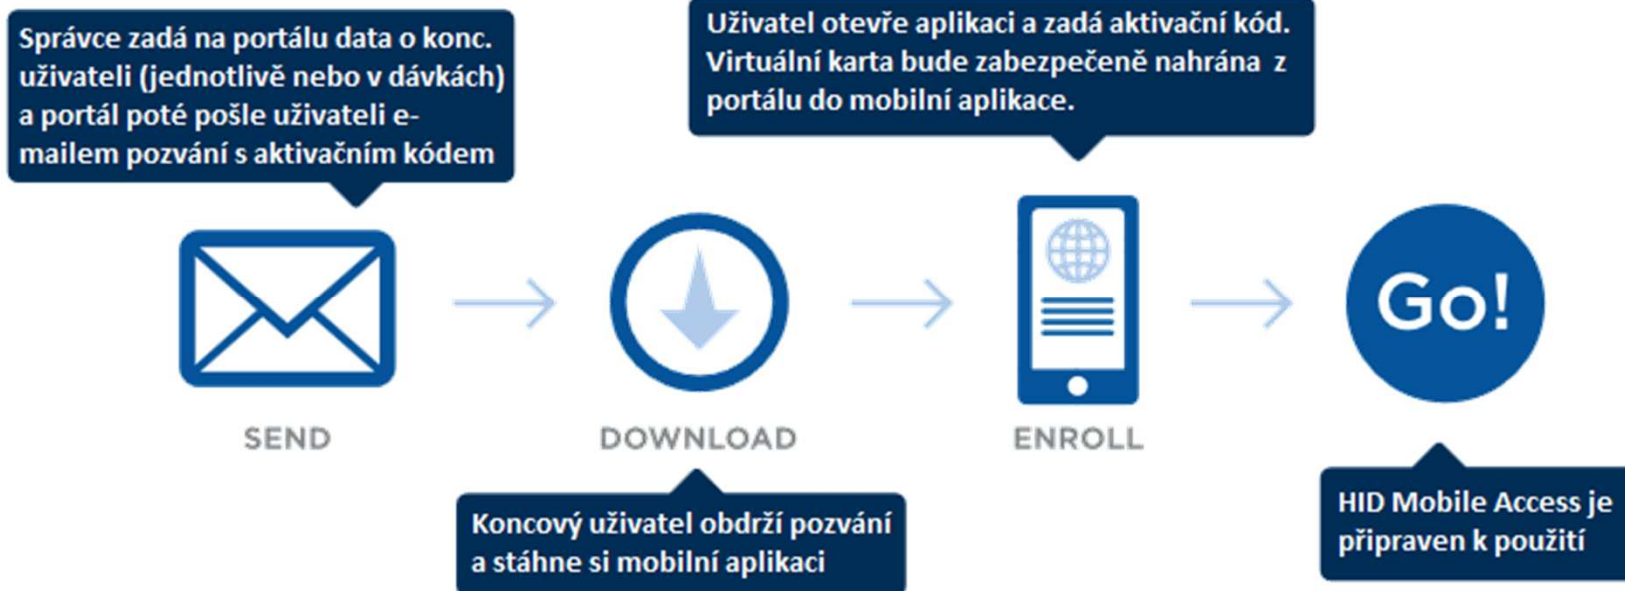 Správce zadá na portálu data o konc.
uživateli (jednotlivě nebo v dávkách)
a portál poté pošle uživateli e-
mailem pozvání s aktivačním kódem
Uživatel otevře aplikaci a zadá aktivační kód.
Virtuální karta bude zabezpečeně nahrána  z
portálu do mobilní aplikace.
Go!
SEND
DOWNLOAD
ENROLL
Koncový uživatel obdrží pozvání
a stáhne si mobilní aplikaci
HID Mobile Access je
připraven k použití